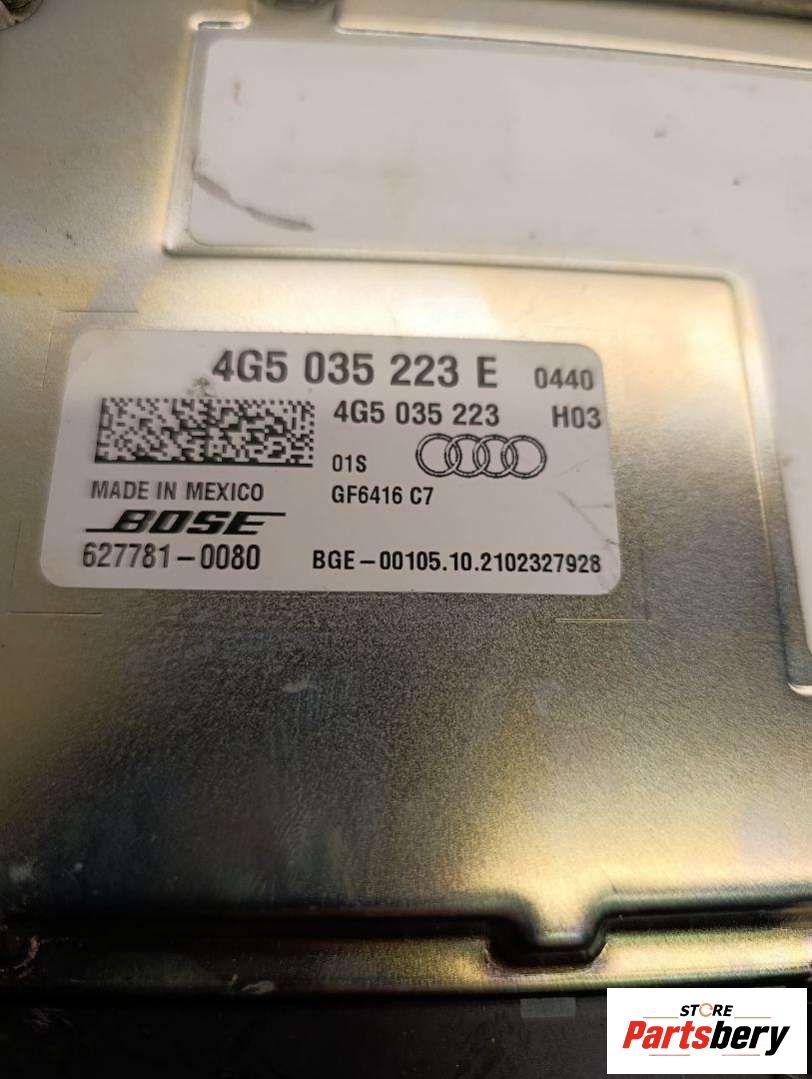 4G5 035 223 E 0440
4G5 035 223 H03
01S
MADE IN MEXICO GF6416 C7
BOSE
627781-0080 BGE-00105.10.2102327928
STORE
Partsbery